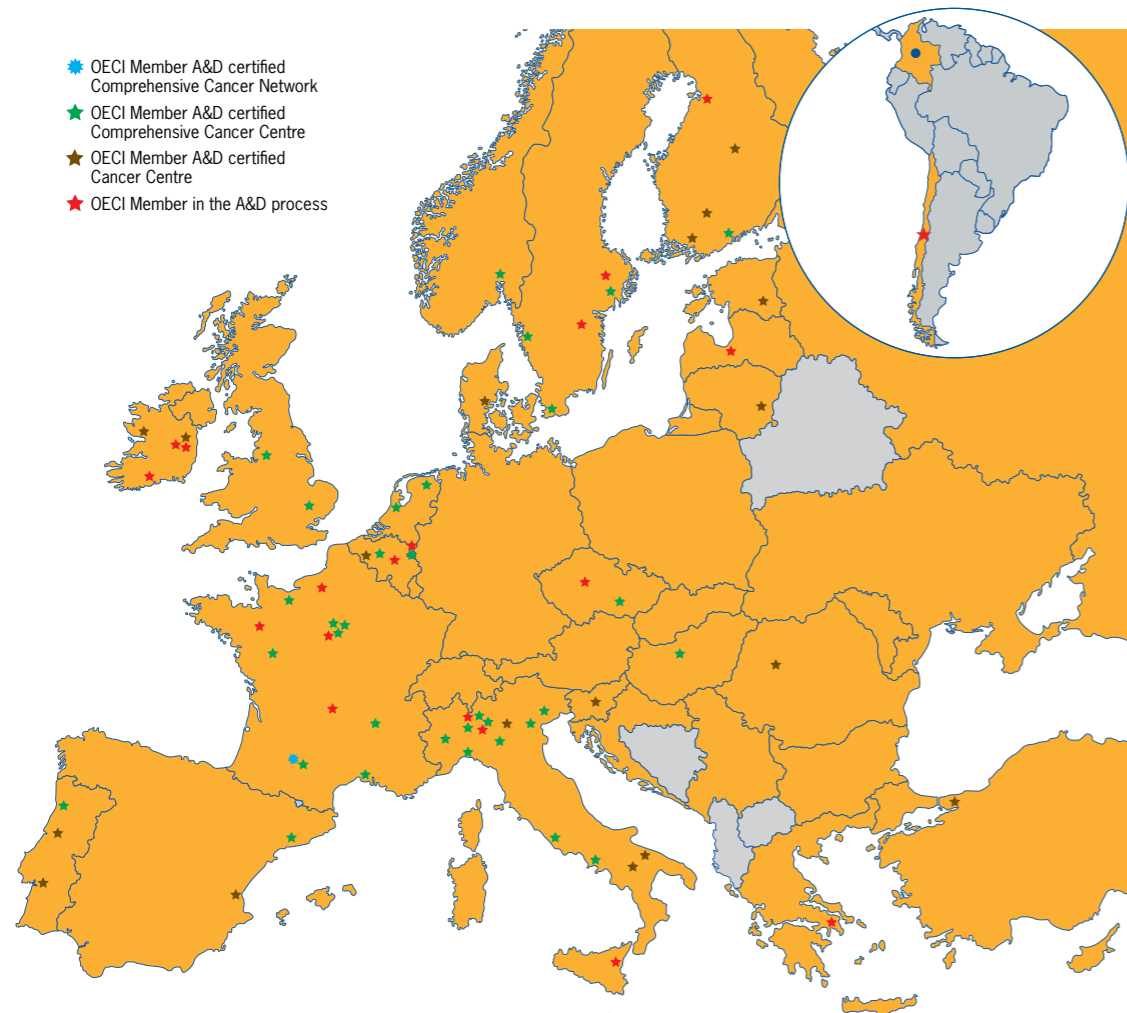 OECI Member A&D certified
Comprehensive Cancer Network
OECI Member A&D certified
Comprehensive Cancer Centre
OECI Member A&D certified
Cancer Centre
OECI Member in the A&D process